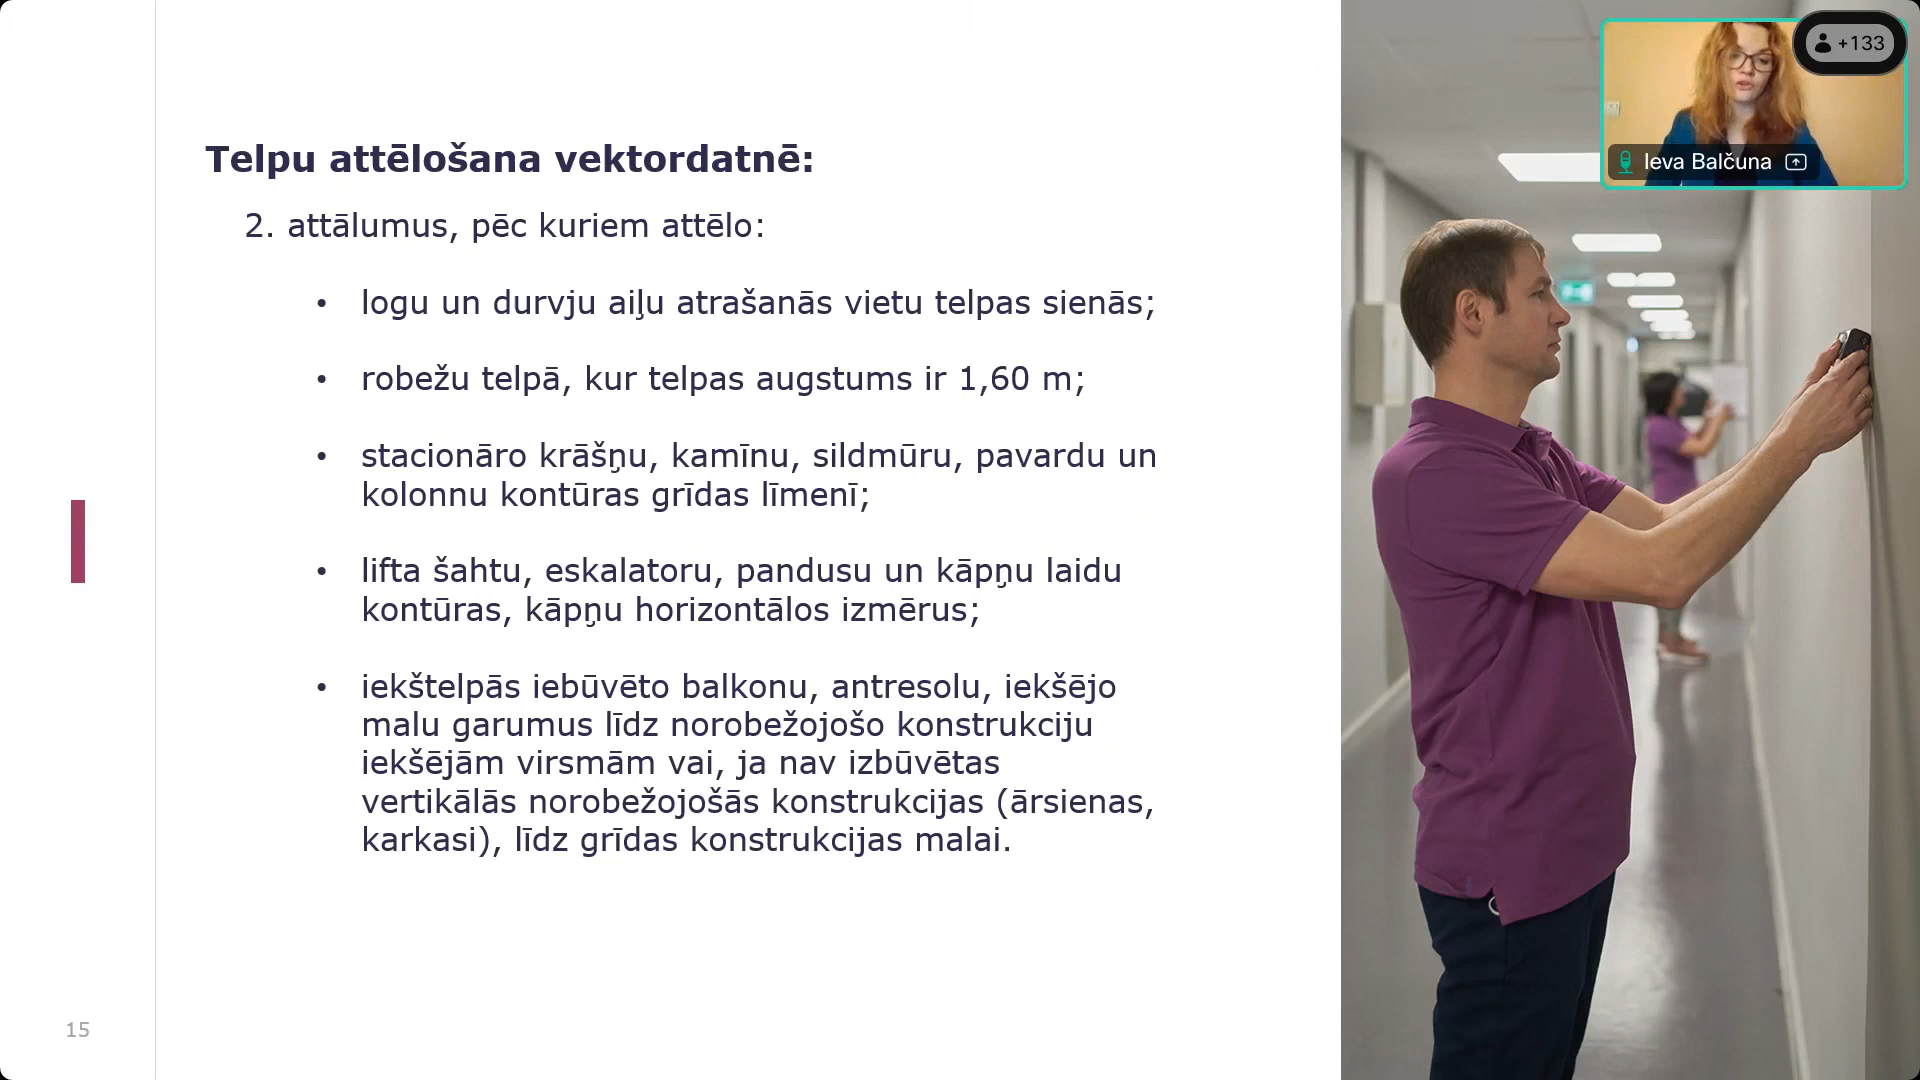 Telpu attēlošana vektordatnē:
2. attālumus, pēc kuriem attēlo:
• logu un durvju aiļu atrašanās vietu telpas sienās;
• robežu telpā, kur telpas augstums ir 1,60 m;
• stacionāro krāšņu, kamīnu, sildmūru, pavardu un
kolonnu kontūras grīdas līmenī;
• lifta šahtu, eskalatoru, pandusu un kāpņu laidu
kontūras, kāpņu horizontālos izmērus;
• iekštelpās iebūvēto balkonu, antresolu, iekšējo
malu garumus līdz norobežojošo konstrukciju
iekšējām virsmām vai, ja nav izbūvētas
vertikālās norobežojošās konstrukcijas (ārsienas,
karkasi), līdz grīdas konstrukcijas malai.
15
+133
Ieva Balčuna